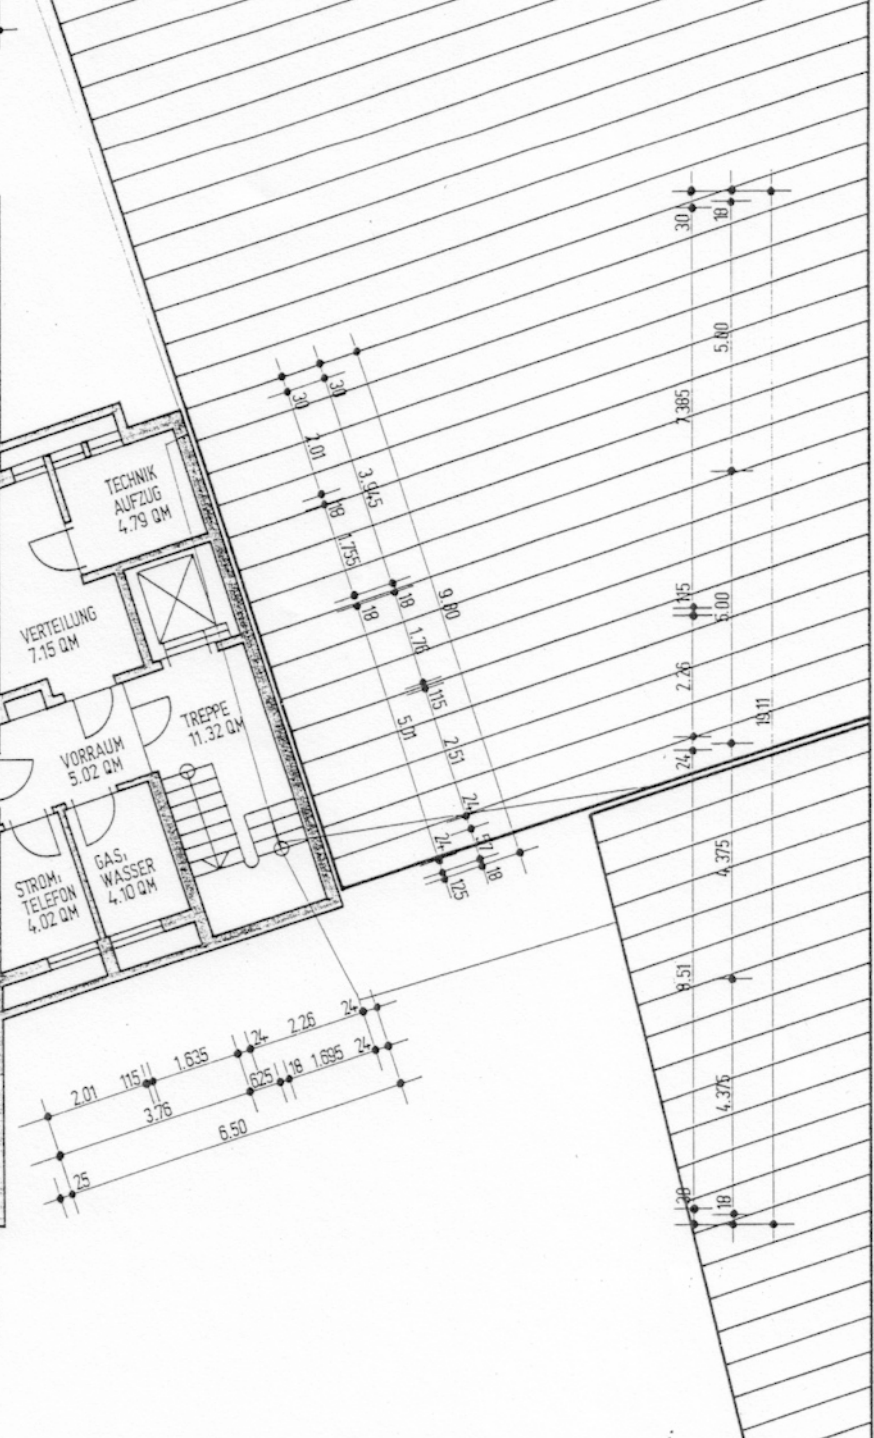 30
18
5.00
7.385
115
5.00
2.26
19.11
24
4.375
8.51
4.375
18
30
30
2.01
3.945
18
1.755
18
18
9.80
1.76
115
5.01
2.51
24
24
57
18
125
TECHNIK
AUFZUG
4.79 QM
VERTEILUNG
7.15 QM
TREPPE
11.32 QM
VORRAUM
5.02 QM
GAS,
WASSER
4.10 QM
STROM,
TELEFON
4.02 QM
2.01
115
1.635
24
2.26
24
3.76
625
18
1.695
24
6.50
25